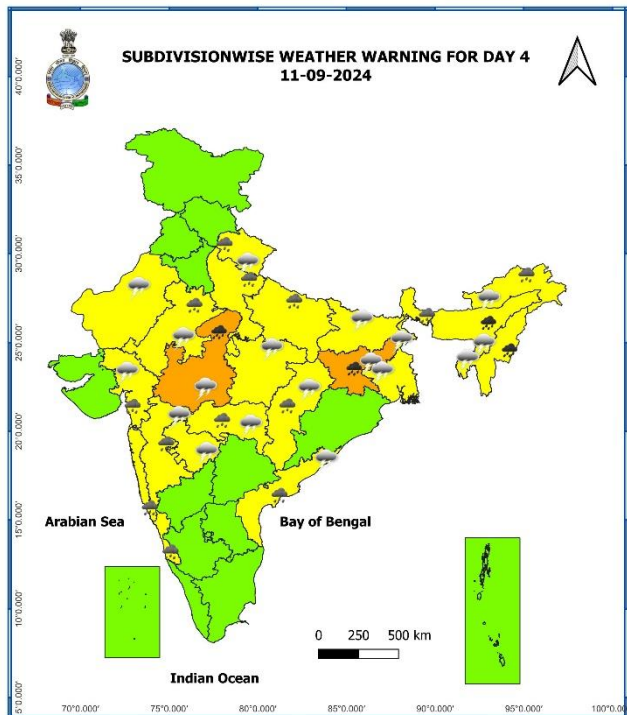 SUBDIVISIONWISE WEATHER WARNING FOR DAY 4
11-09-2024
40°0.000'
35°0.000'
30°0.000'
25°0.000'
20°0.000'
15°0.000'
10°0.000'
5°0.000'
Arabian Sea
Bay of Bengal
0 250 500 km
Indian Ocean
70°0.000' 75°0.000' 80°0.000' 85°0.000' 90°0.000' 95°0.000' 100°0.00